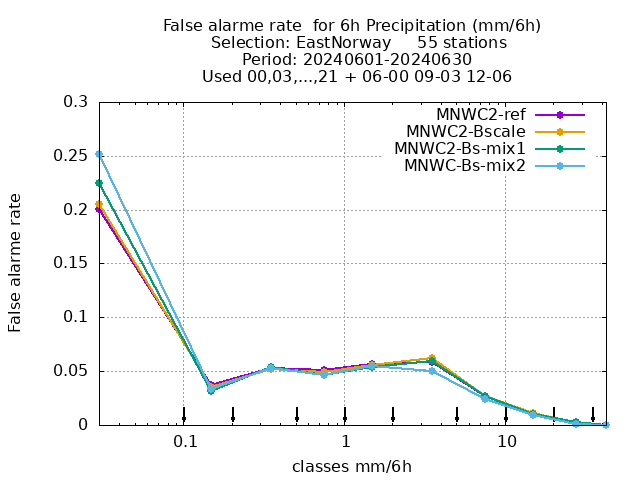 False alarme rate  for 6h Precipitation (mm/6h)
Selection: EastNorway     55 stations
Period: 20240601-20240630
Used 00,03,...,21 + 06-00 09-03 12-06
MNWC2-ref
MNWC2-Bscale
MNWC2-Bs-mix1
MNWC-Bs-mix2
False alarme rate
0.3
0.25
0.2
0.15
0.1
0.05
0
0.1 1 10
classes mm/6h